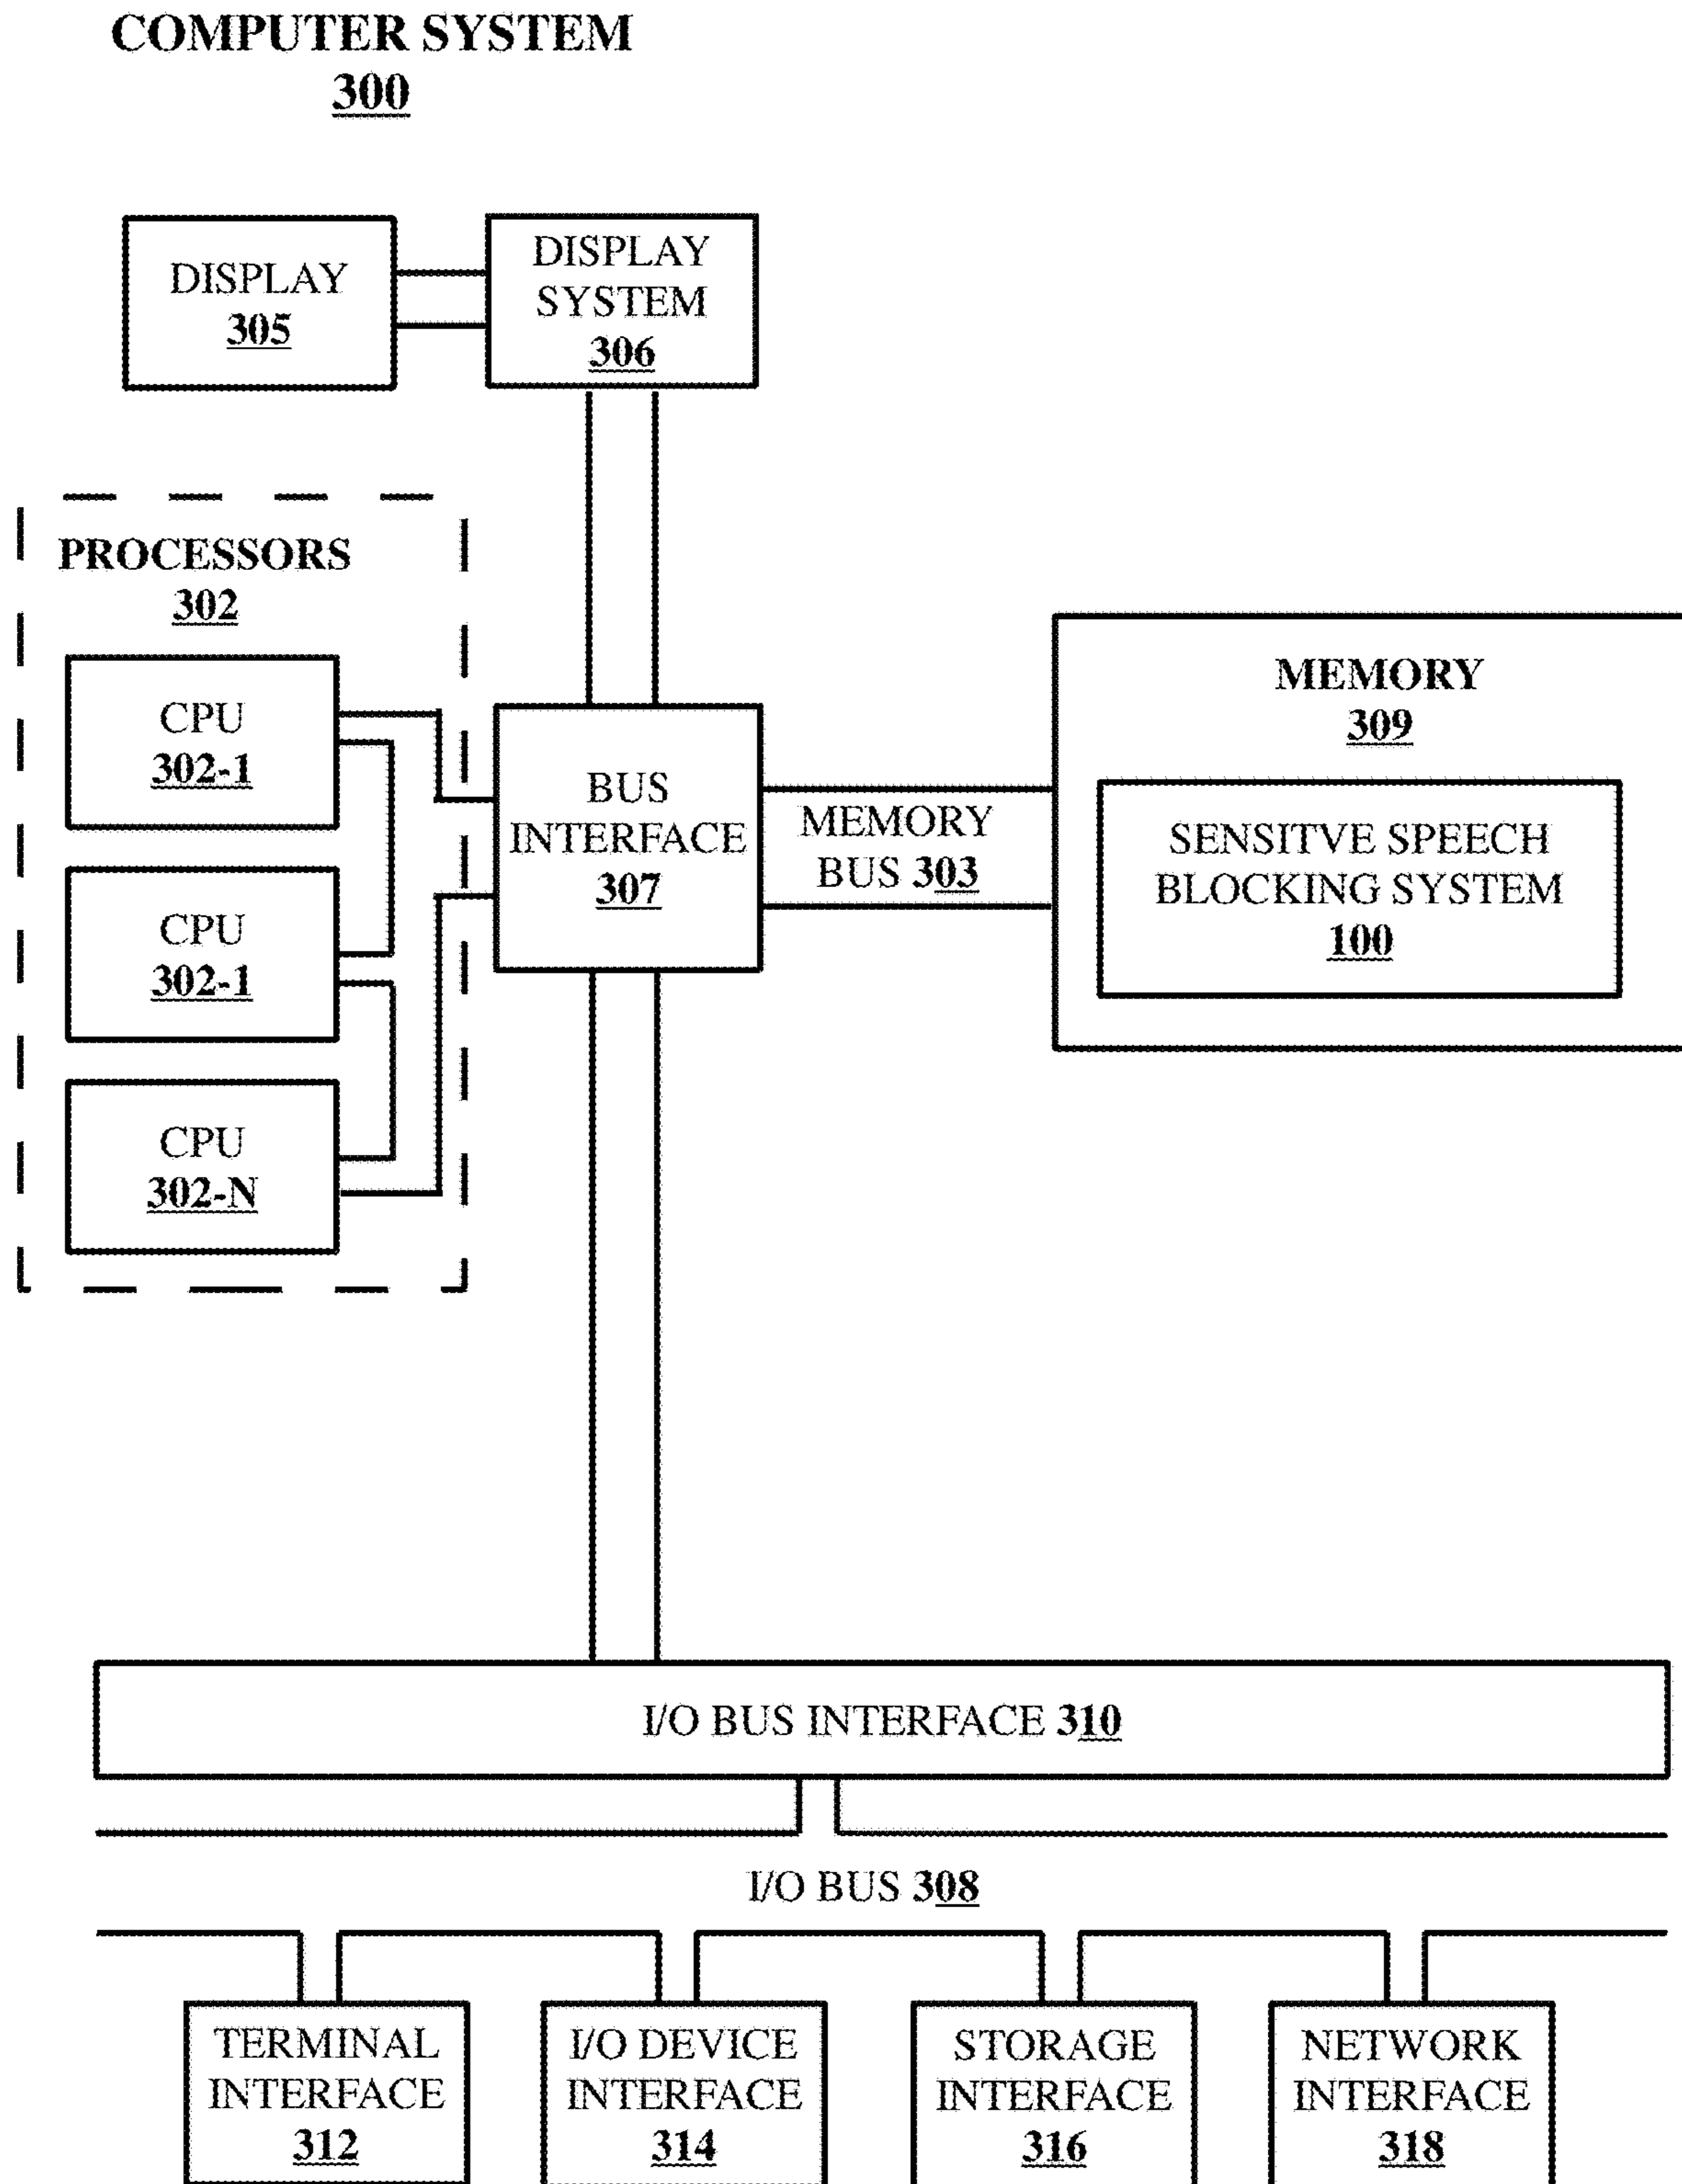 COMPUTER SYSTEM
300
DISPLAY
305
DISPLAY
SYSTEM
306
PROCESSORS
302
CPU
302-1
CPU
302-1
CPU
302-N
BUS
INTERFACE
307
MEMORY
BUS 303
MEMORY
309
SENSITVE SPEECH
BLOCKING SYSTEM
100
I/O BUS INTERFACE 310
I/O BUS 308
TERMINAL
INTERFACE
312
I/O DEVICE
INTERFACE
314
STORAGE
INTERFACE
316
NETWORK
INTERFACE
318